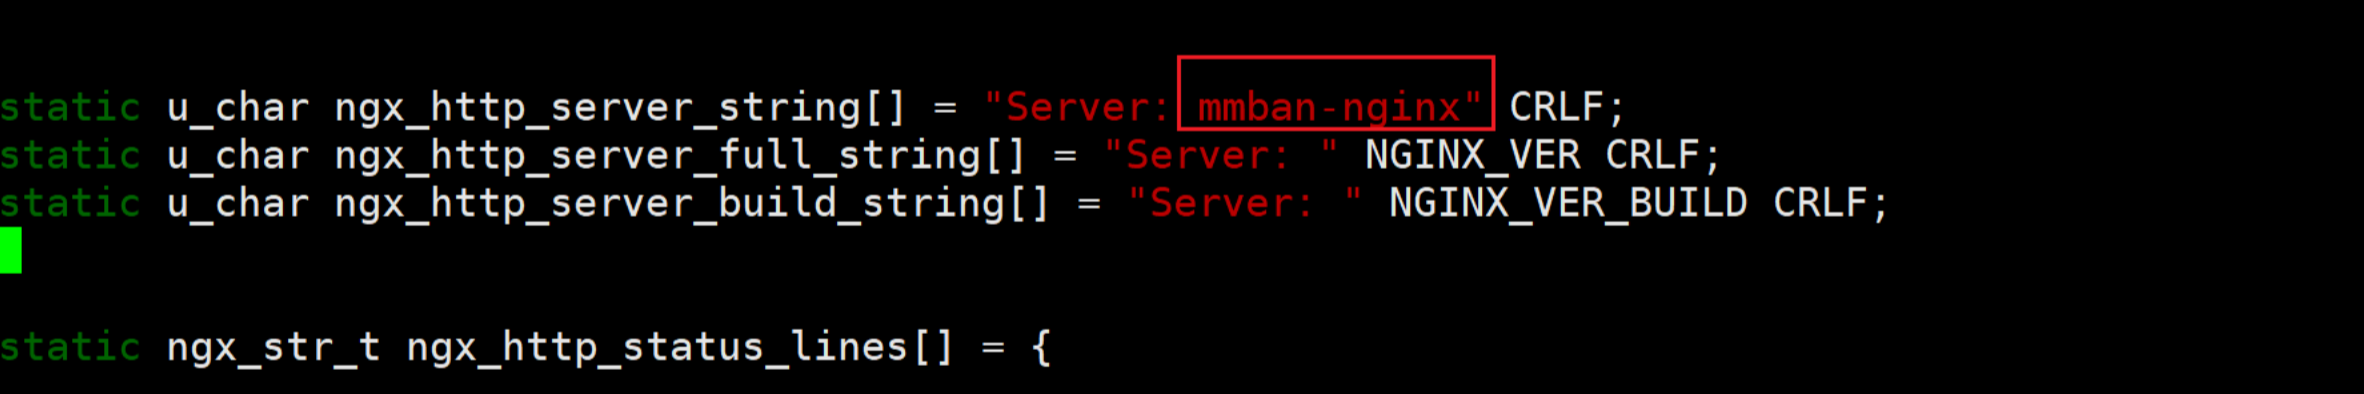 static u_char ngx_http_server_string[] = "Server: mmban-nginx" CRLF;
static u_char ngx_http_server_full_string[] = "Server: " NGINX_VER CRLF;
static u_char ngx_http_server_build_string[] = "Server: " NGINX_VER_BUILD CRLF;
static ngx_str_t ngx_http_status_lines[] = {